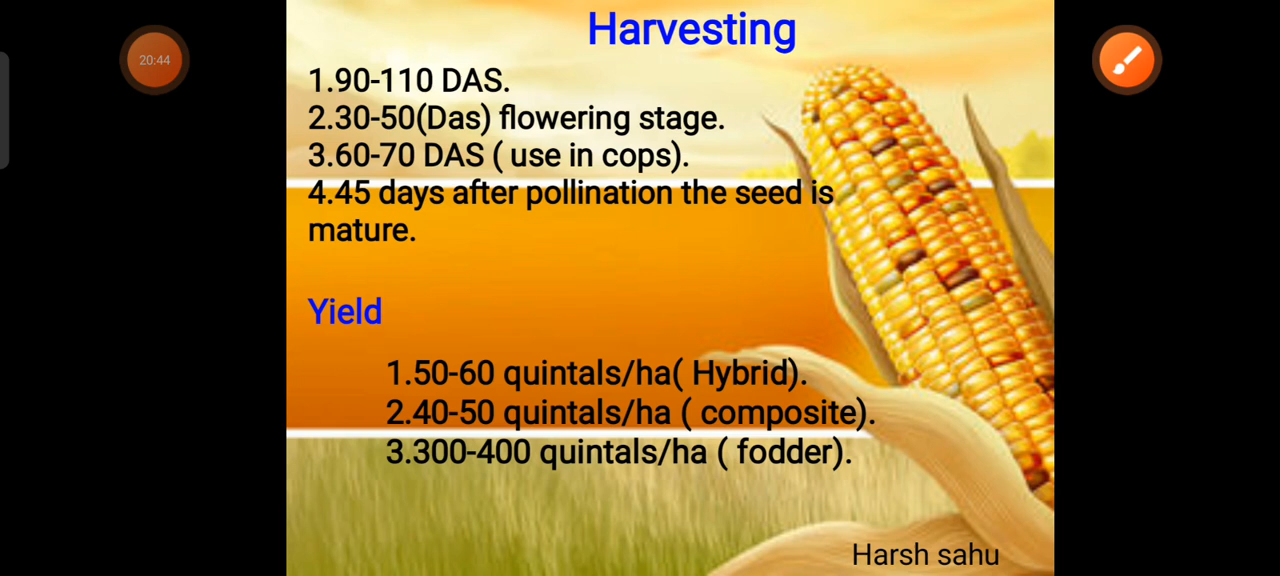 20:44
Harvesting
1.90-110 DAS.
2.30-50(Das) flowering stage.
3.60-70 DAS ( use in cops).
4.45 days after pollination the seed is
mature.
Yield
1.50-60 quintals/ha( Hybrid).
2.40-50 quintals/ha ( composite).
3.300-400 quintals/ha ( fodder).
Harsh sahu